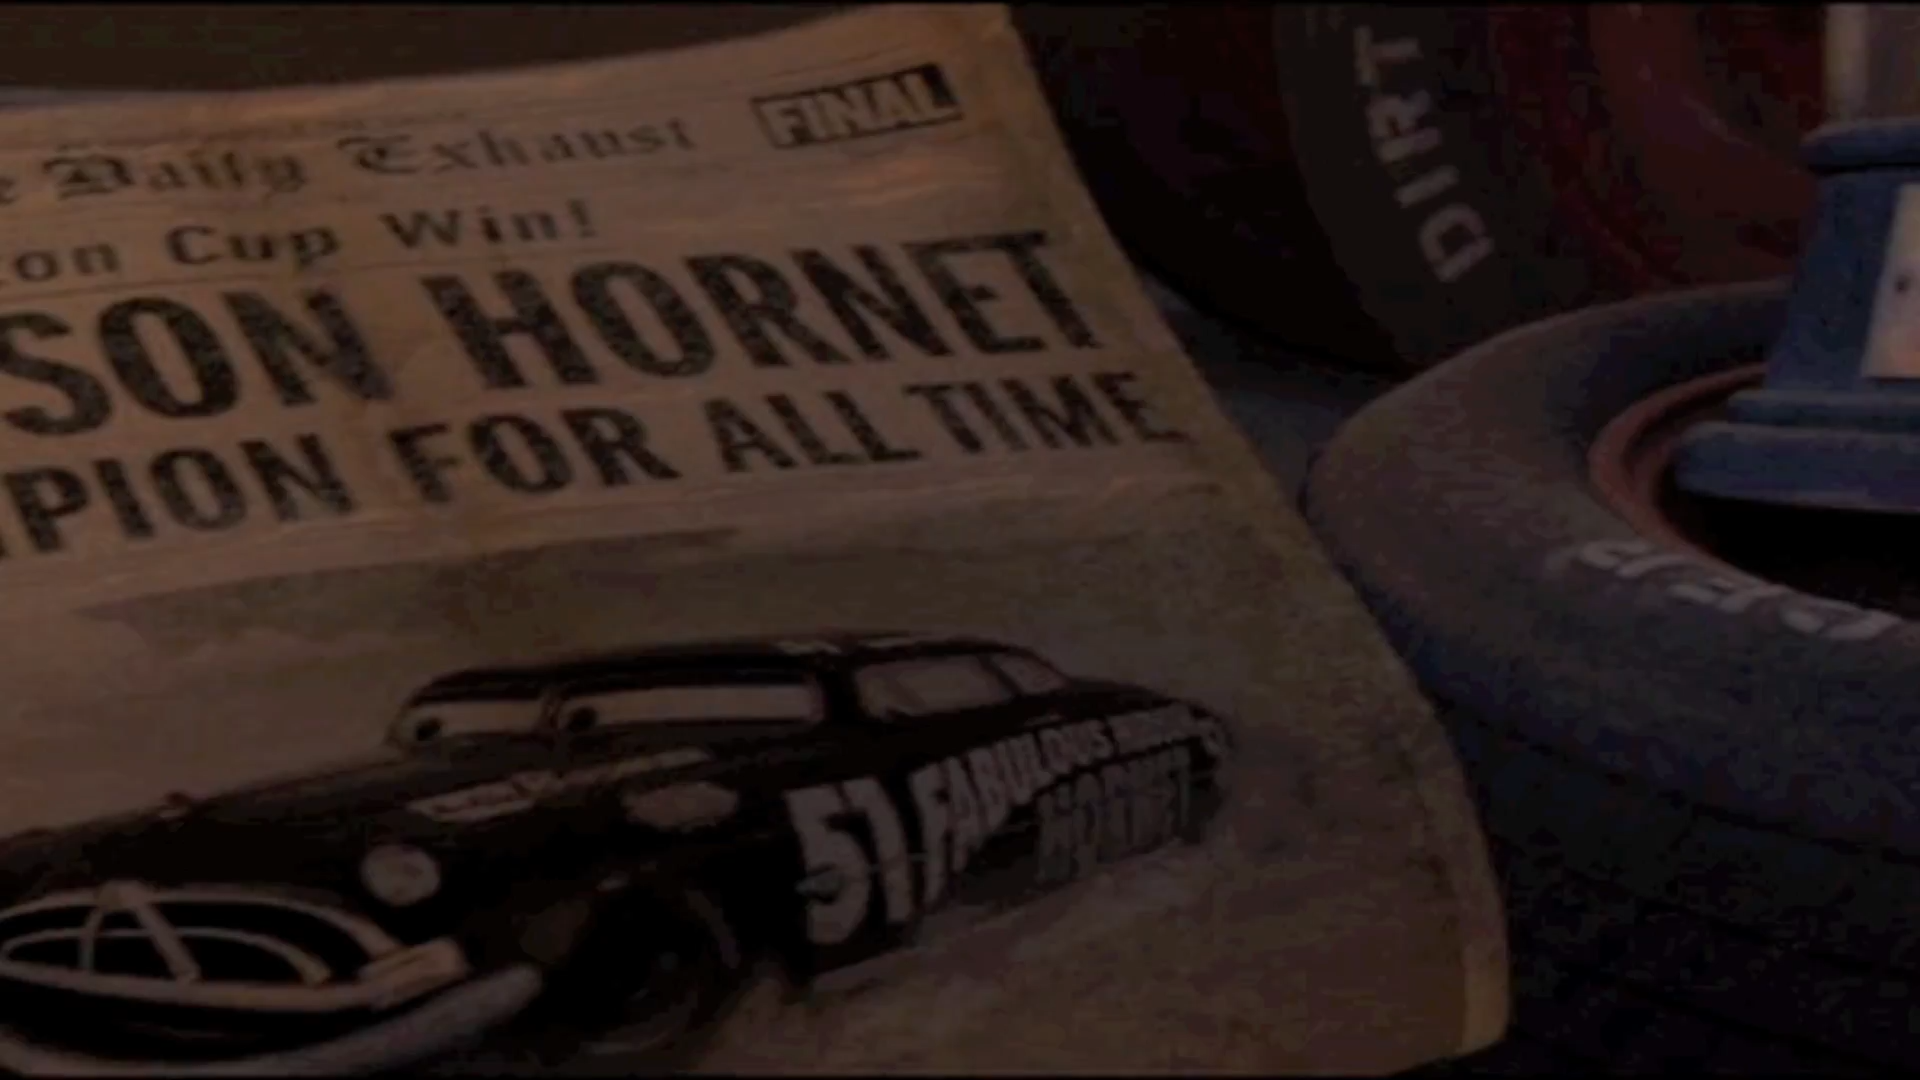 e Daily Exhaust
FINAL
on Cup Win!
SON HORNET
PION FOR ALL TIME
51 FABULOUS
HORNET
DIRT